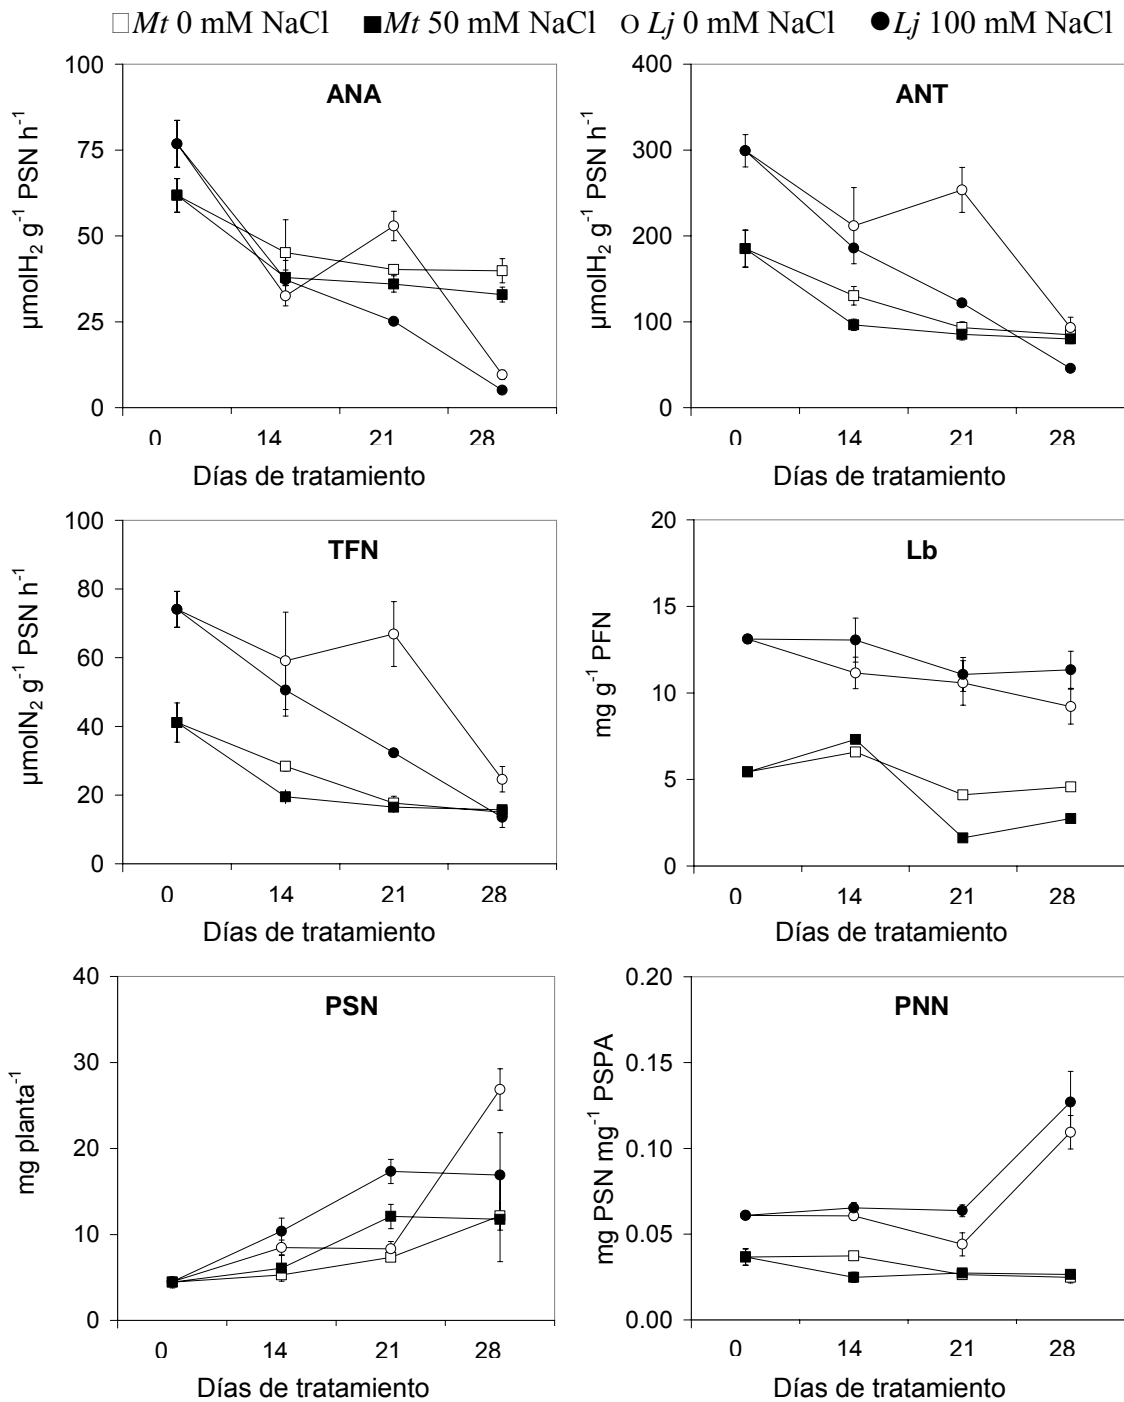 □Mt 0 mM NaCl ■Mt 50 mM NaCl ○Lj 0 mM NaCl ●Lj 100 mM NaCl
ANA
µmolH₂ g⁻¹ PSN h⁻¹
100
75
50
25
0
0 14 21 28
Días de tratamiento
ANT
µmolH₂ g⁻¹ PSN h⁻¹
400
300
200
100
0
0 14 21 28
Días de tratamiento
TFN
µmolN₂ g⁻¹ PSN h⁻¹
100
80
60
40
20
0
0 14 21 28
Días de tratamiento
Lb
mg g⁻¹ PFN
20
15
10
5
0
0 14 21 28
Días de tratamiento
PSN
mg planta⁻¹
40
30
20
10
0
0 14 21 28
Días de tratamiento
PNN
mg PSN mg⁻¹ PSPA
0.20
0.15
0.10
0.05
0.00
0 14 21 28
Días de tratamiento